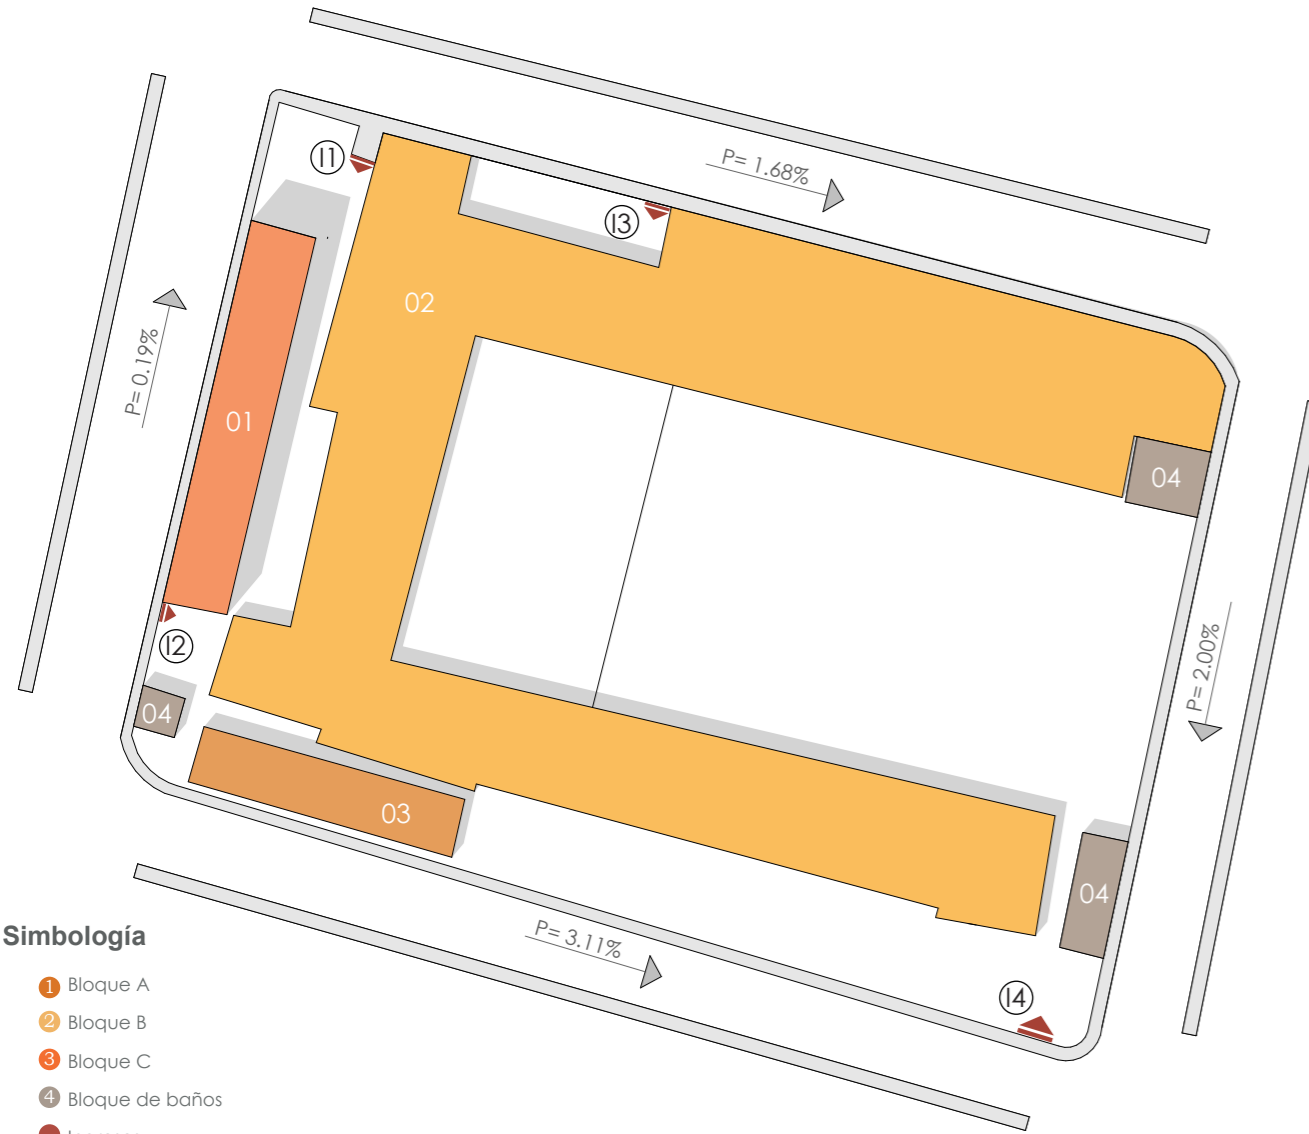 I1
I3
P= 1.68%
02
P= 0.19%
01
04
I2
04
P= 2.00%
03
04
P= 3.11%
I4
Simbología
1 Bloque A
2 Bloque B
3 Bloque C
4 Bloque de baños